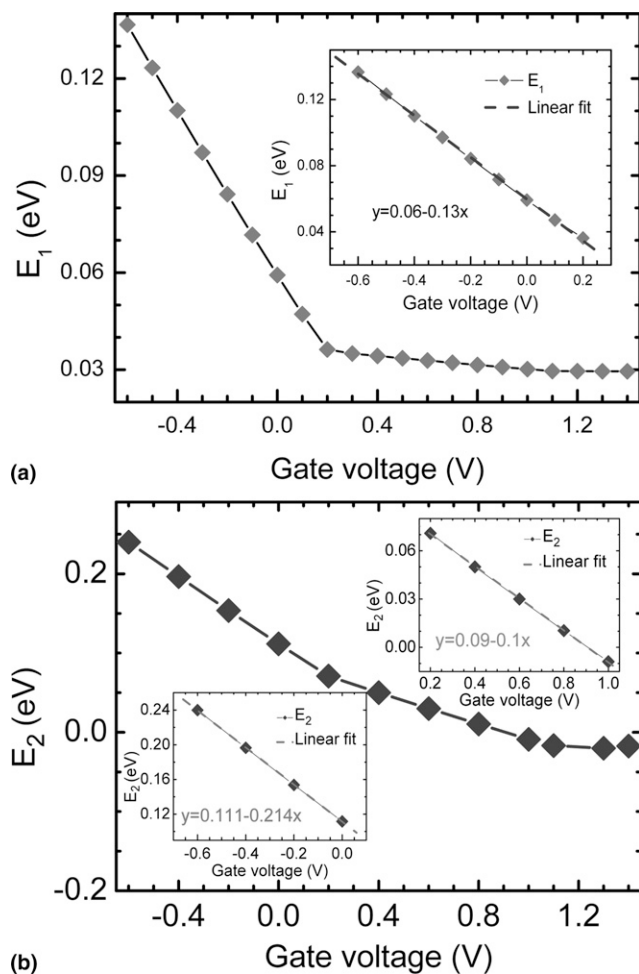 (a)
E1 (eV)
0.12
0.09
0.06
0.03
-0.4 0.0 0.4 0.8 1.2
Gate voltage (V)
E1 (eV)
0.12
0.08
0.04
E1
Linear fit
y=0.06-0.13x
-0.6 -0.4 -0.2 0.0 0.2
Gate voltage (V)
(b)
E2 (eV)
0.2
0.0
-0.2
-0.4 0.0 0.4 0.8 1.2
Gate voltage (V)
E2 (eV)
0.06
0.03
0.00
E2
Linear fit
y=0.09-0.1x
0.2 0.4 0.6 0.8 1.0
Gate voltage (V)
E2 (eV)
0.24
0.20
0.16
0.12
E2
Linear fit
y=0.111-0.214x
-0.6 -0.4 -0.2 0.0
Gate voltage (V)